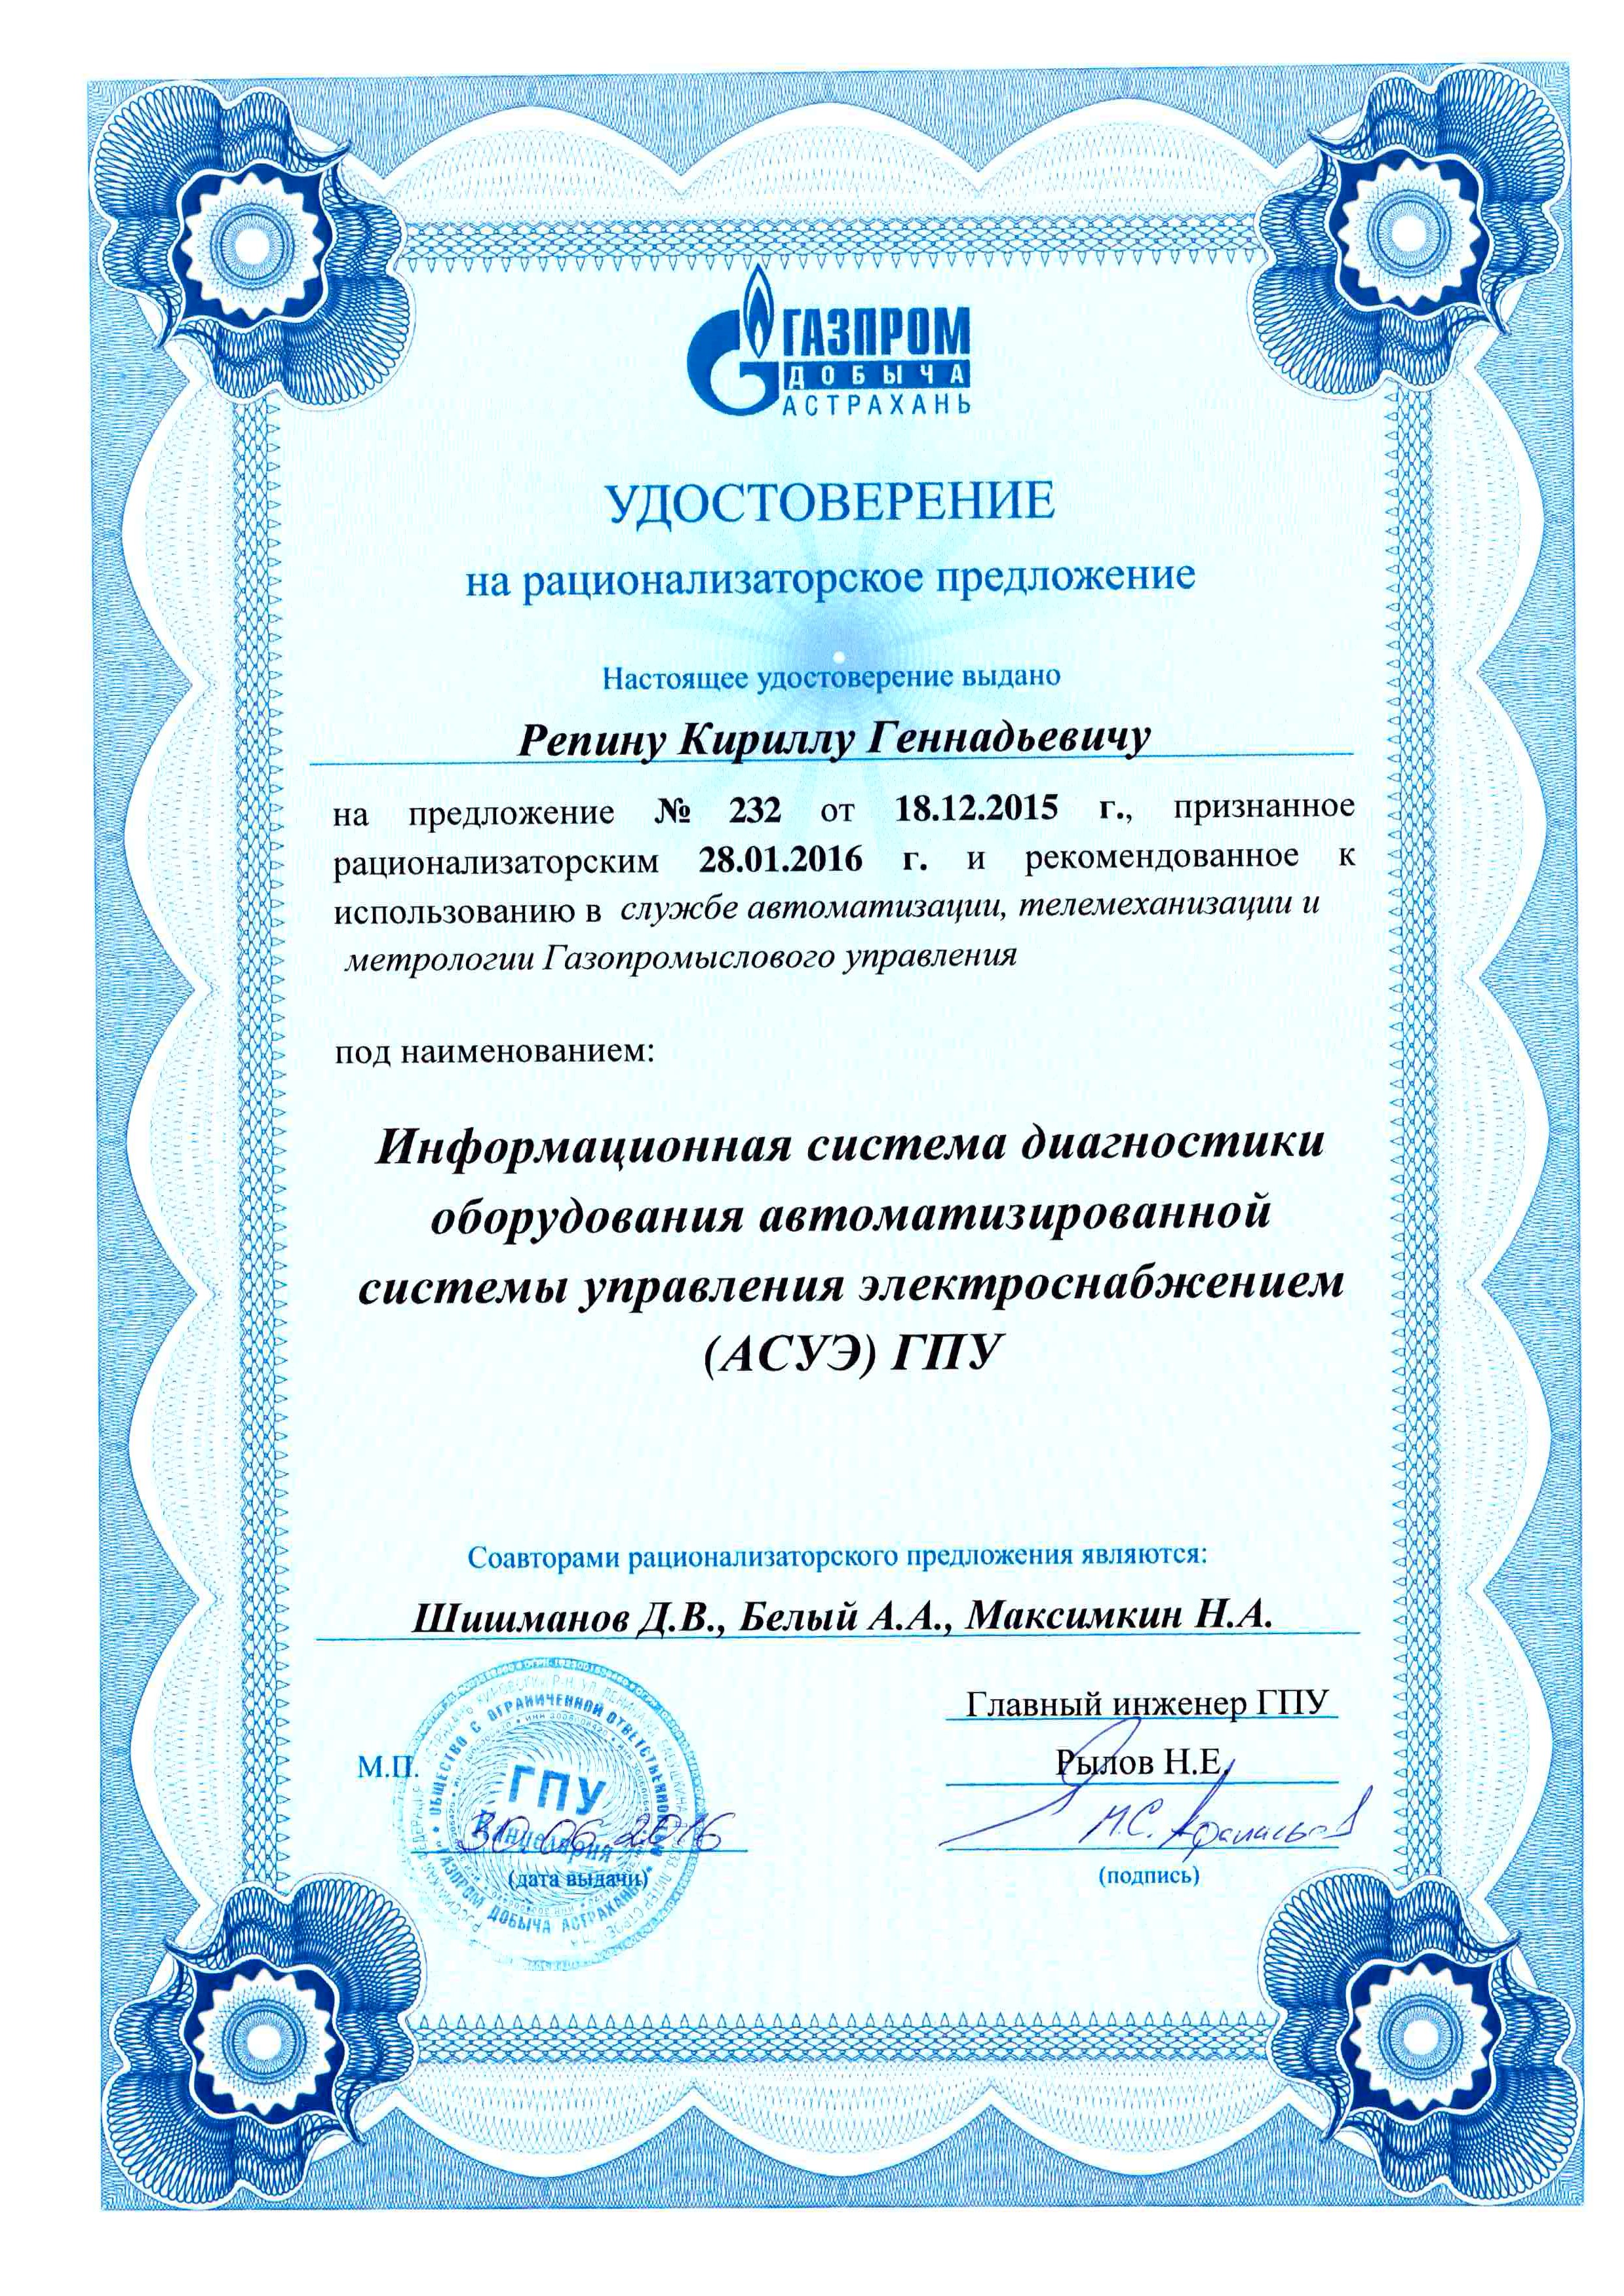 ГАЗПРОМ
ДОБЫЧА
АСТРАХАНЬ
УДОСТОВЕРЕНИЕ
на рационализаторское предложение
Настоящее удостоверение выдано
Репину Кириллу Геннадьевичу
на предложение № 232 от 18.12.2015 г., признанное
рационализаторским 28.01.2016 г. и рекомендованное к
использованию в службе автоматизации, телемеханизации и
метрологии Газопромыслового управления
под наименованием:
Информационная система диагностики
оборудования автоматизированной
системы управления электроснабжением
(АСУЭ) ГПУ
Соавторами рационализаторского предложения являются:
Шишманов Д.В., Белый А.А., Максимкин Н.А.
Главный инженер ГПУ
М.П.
Рылов Н.Е.
ОБЩЕСТВО С ОГРАНИЧЕННОЙ ОТВЕТСТВЕННОСТЬЮ
ГПУ
Канцелярия
ДОБЫЧА АСТРАХАНЬ
30 06 2016
(дата выдачи)
(подпись)